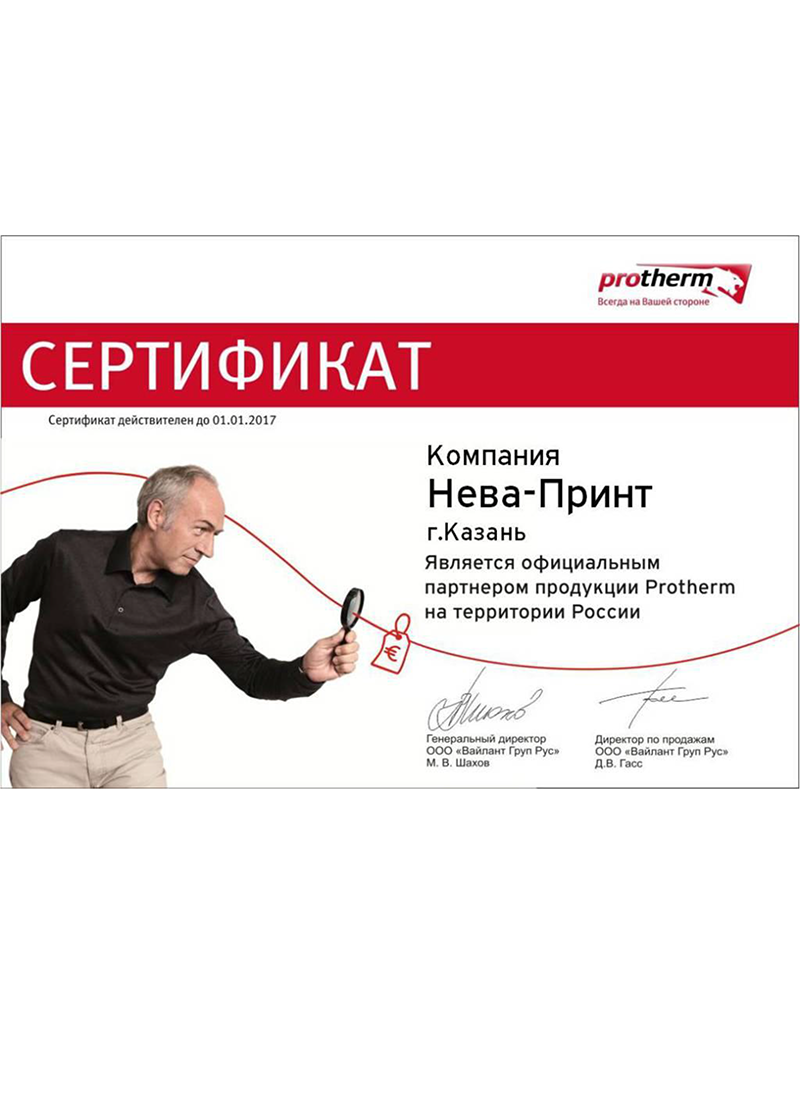 protherm
Всегда на Вашей стороне
СЕРТИФИКАТ
Сертификат действителен до 01.01.2017
Компания
Нева-Принт
г.Казань
Является официальным
партнером продукции Protherm
на территории России
€
Генеральный директор
ООО «Вайлант Груп Рус»
М. В. Шахов
Директор по продажам
ООО «Вайлант Груп Рус»
Д.В. Гасс